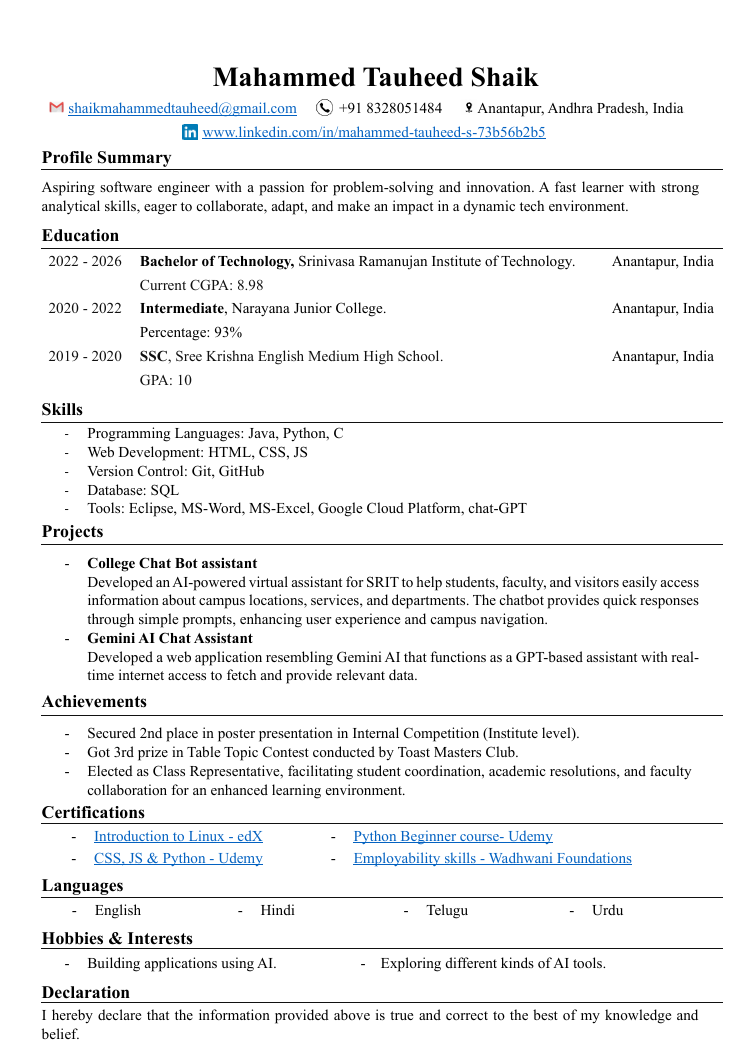 Mahammed Tauheed Shaik
shaikmahammedtauheed@gmail.com +91 8328051484 Anantapur, Andhra Pradesh, India
in www.linkedin.com/in/mahammed-tauheed-s-73b56b2b5
Profile Summary
Aspiring software engineer with a passion for problem-solving and innovation. A fast learner with strong
analytical skills, eager to collaborate, adapt, and make an impact in a dynamic tech environment.
Education
2022 - 2026 Bachelor of Technology, Srinivasa Ramanujan Institute of Technology. Anantapur, India
Current CGPA: 8.98
2020 - 2022 Intermediate, Narayana Junior College. Anantapur, India
Percentage: 93%
2019 - 2020 SSC, Sree Krishna English Medium High School. Anantapur, India
GPA: 10
Skills
- Programming Languages: Java, Python, C
- Web Development: HTML, CSS, JS
- Version Control: Git, GitHub
- Database: SQL
- Tools: Eclipse, MS-Word, MS-Excel, Google Cloud Platform, chat-GPT
Projects
- College Chat Bot assistant
Developed an AI-powered virtual assistant for SRIT to help students, faculty, and visitors easily access
information about campus locations, services, and departments. The chatbot provides quick responses
through simple prompts, enhancing user experience and campus navigation.
- Gemini AI Chat Assistant
Developed a web application resembling Gemini AI that functions as a GPT-based assistant with real-
time internet access to fetch and provide relevant data.
Achievements
- Secured 2nd place in poster presentation in Internal Competition (Institute level).
- Got 3rd prize in Table Topic Contest conducted by Toast Masters Club.
- Elected as Class Representative, facilitating student coordination, academic resolutions, and faculty
collaboration for an enhanced learning environment.
Certifications
- Introduction to Linux - edX - Python Beginner course- Udemy
- CSS, JS & Python - Udemy - Employability skills - Wadhwani Foundations
Languages
- English - Hindi - Telugu - Urdu
Hobbies & Interests
- Building applications using AI. - Exploring different kinds of AI tools.
Declaration
I hereby declare that the information provided above is true and correct to the best of my knowledge and
belief.